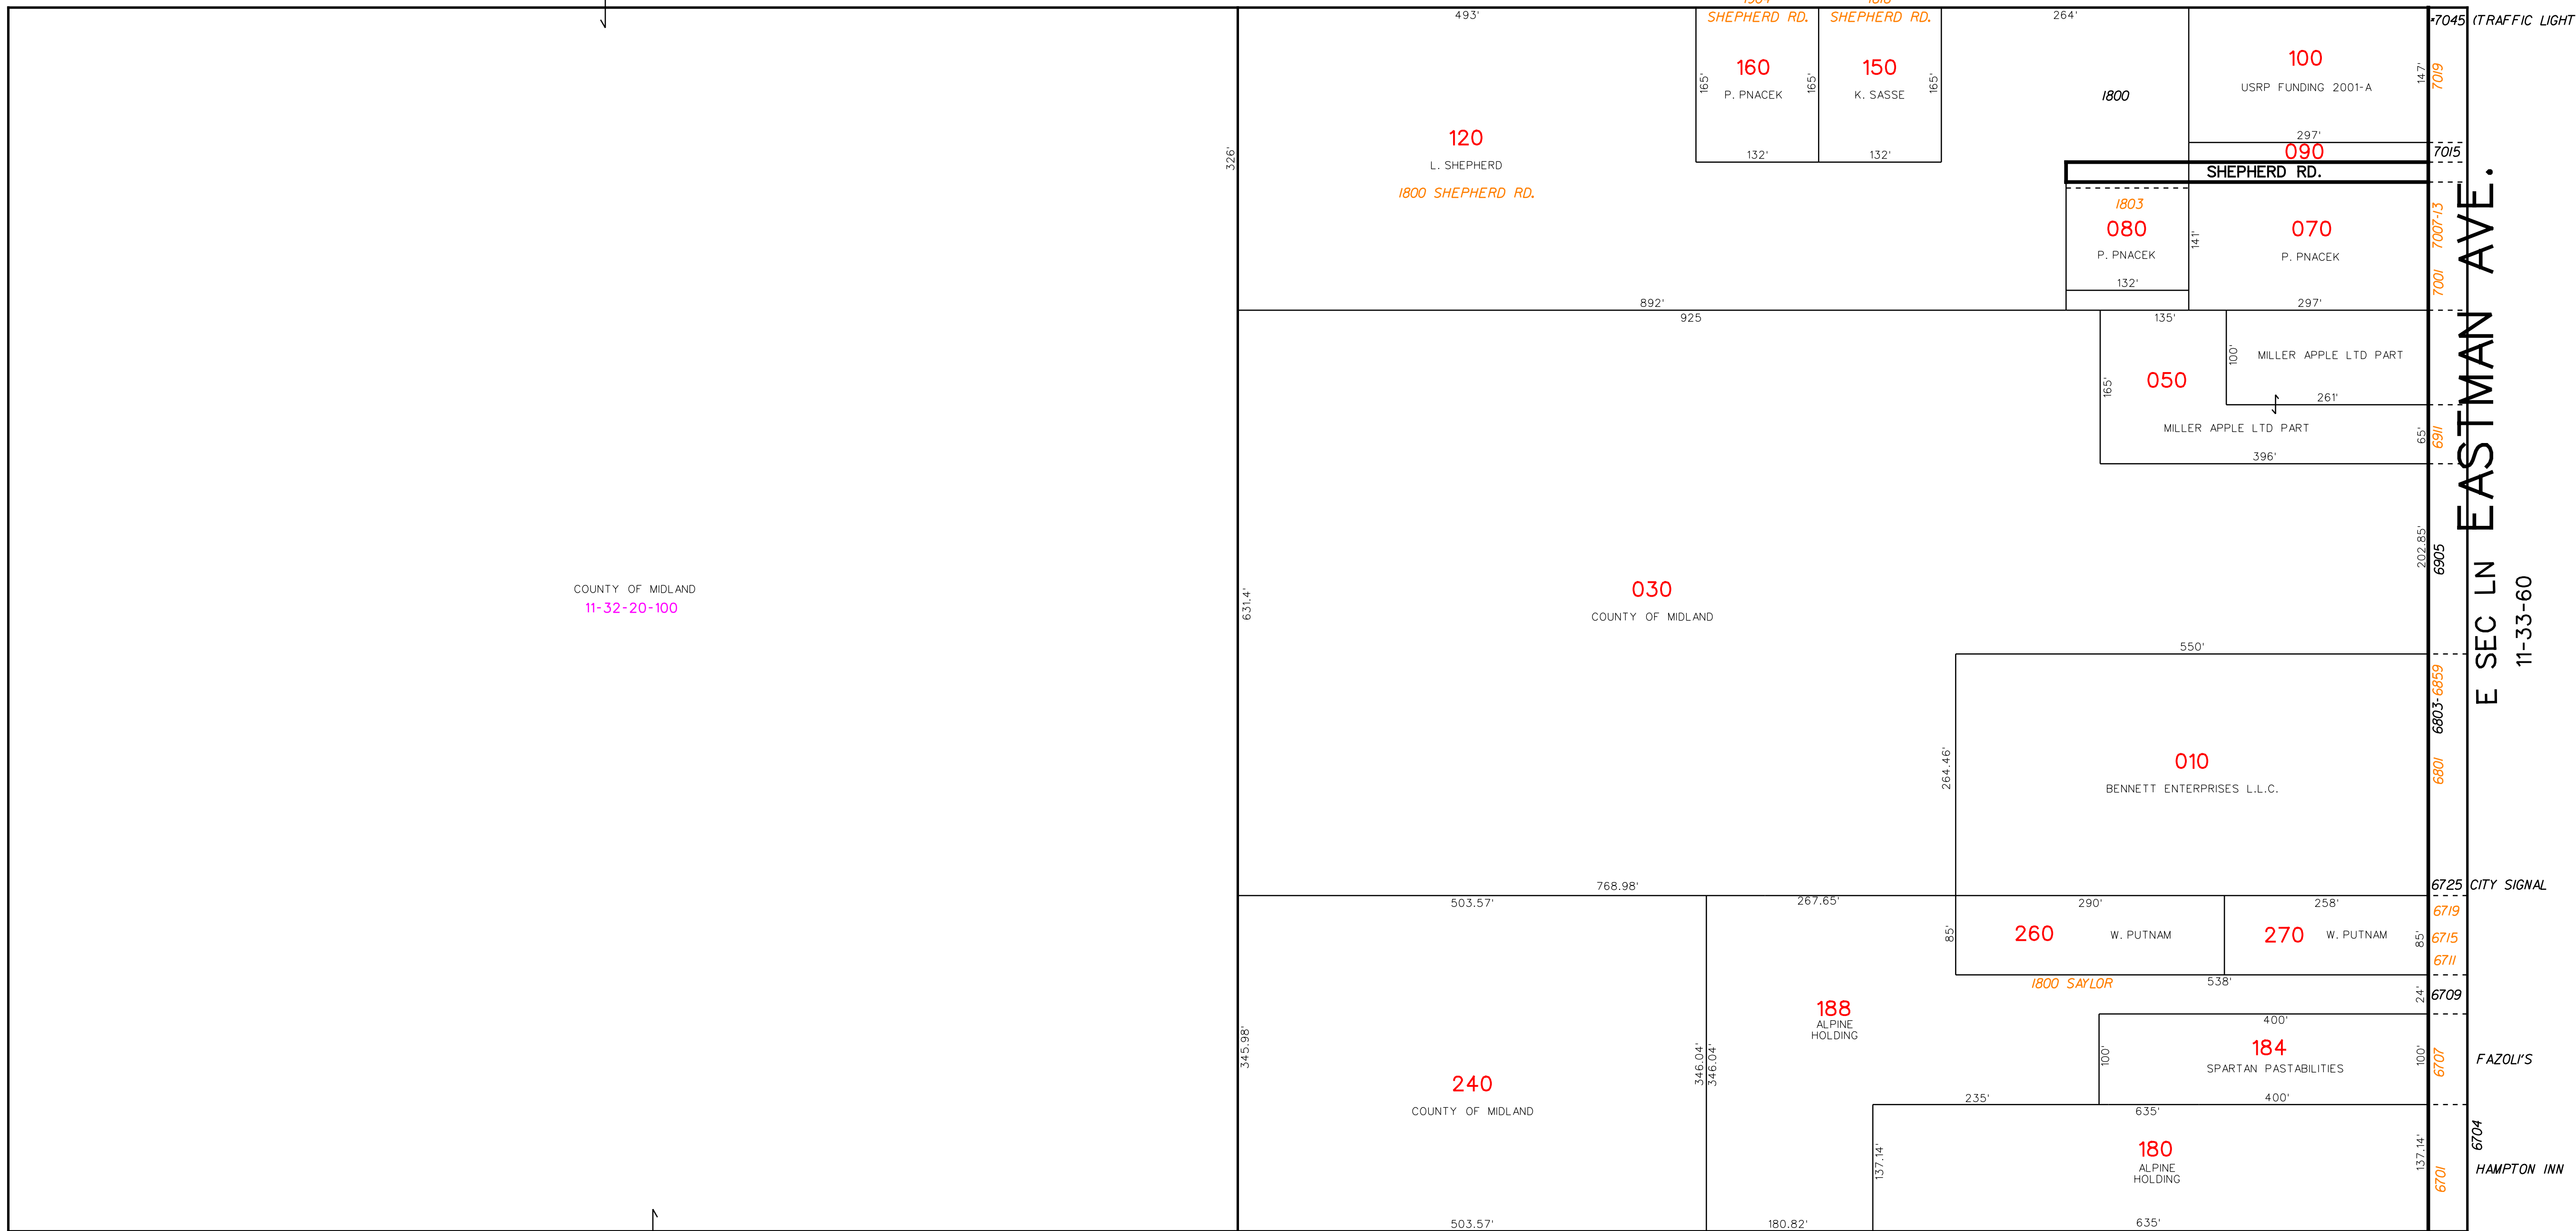 493'
SHEPHERD RD.
SHEPHERD RD.
264'
*7045 (TRAFFIC LIGHT
160
P. PNACEK
165'
165'
132'
150
K. SASSE
165'
132'
1800
100
USRP FUNDING 2001-A
147'
7019
297'
090
7015
SHEPHERD RD.
326'
120
L. SHEPHERD
1800 SHEPHERD RD.
1803
080
P. PNACEK
132'
141'
070
P. PNACEK
7007-13
7001
297'
892'
925
135'
EASTMAN AVE.
165'
050
100'
MILLER APPLE LTD PART
261'
MILLER APPLE LTD PART
396'
65'
6911
202.85'
6905
E SEC LN
11-33-60
COUNTY OF MIDLAND
11-32-20-100
631.4'
030
COUNTY OF MIDLAND
550'
264.46'
010
BENNETT ENTERPRISES L.L.C.
6803-6859
6801
768.98'
6725 CITY SIGNAL
503.57'
267.65'
290'
258'
85'
260
W. PUTNAM
270
W. PUTNAM
85'
6719
6715
6711
1800 SAYLOR
538'
24'
6709
188
ALPINE
HOLDING
400'
100'
184
SPARTAN PASTABILITIES
100'
6707
FAZOLI'S
345.98'
346.04'
346.04'
240
COUNTY OF MIDLAND
235'
400'
635'
137.14'
180
ALPINE
HOLDING
137.14'
6704
6701
HAMPTON INN
503.57'
180.82'
635'